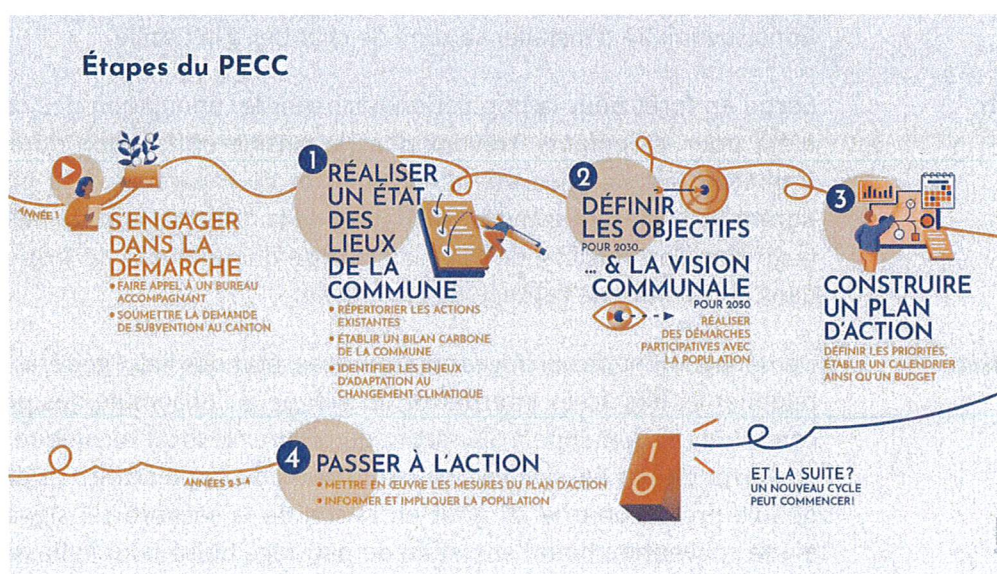 Étapes du PECC
ANNÉE 1
S'ENGAGER
DANS LA
DÉMARCHE
• FAIRE APPEL À UN BUREAU
ACCOMPAGNANT
• SOUMETTRE LA DEMANDE
DE SUBVENTION AU CANTON
1
RÉALISER
UN ÉTAT
DES
LIEUX
DE LA
COMMUNE
• RÉPERTORIER LES ACTIONS
EXISTANTES
• ÉTABLIR UN BILAN CARBONE
DE LA COMMUNE
• IDENTIFIER LES ENJEUX
D'ADAPTATION AU
CHANGEMENT CLIMATIQUE
2
DÉFINIR
LES OBJECTIFS
POUR 2030...
... & LA VISION
COMMUNALE
POUR 2050
RÉALISER
DES DÉMARCHES
PARTICIPATIVES AVEC
LA POPULATION
3
CONSTRUIRE
UN PLAN
D'ACTION
DÉFINIR LES PRIORITÉS,
ÉTABLIR UN CALENDRIER
AINSI QU'UN BUDGET
ANNÉES 2-3-4
4
PASSER À L'ACTION
• METTRE EN ŒUVRE LES MESURES DU PLAN D'ACTION
• INFORMER ET IMPLIQUER LA POPULATION
I
O
ET LA SUITE?
UN NOUVEAU CYCLE
PEUT COMMENCER!